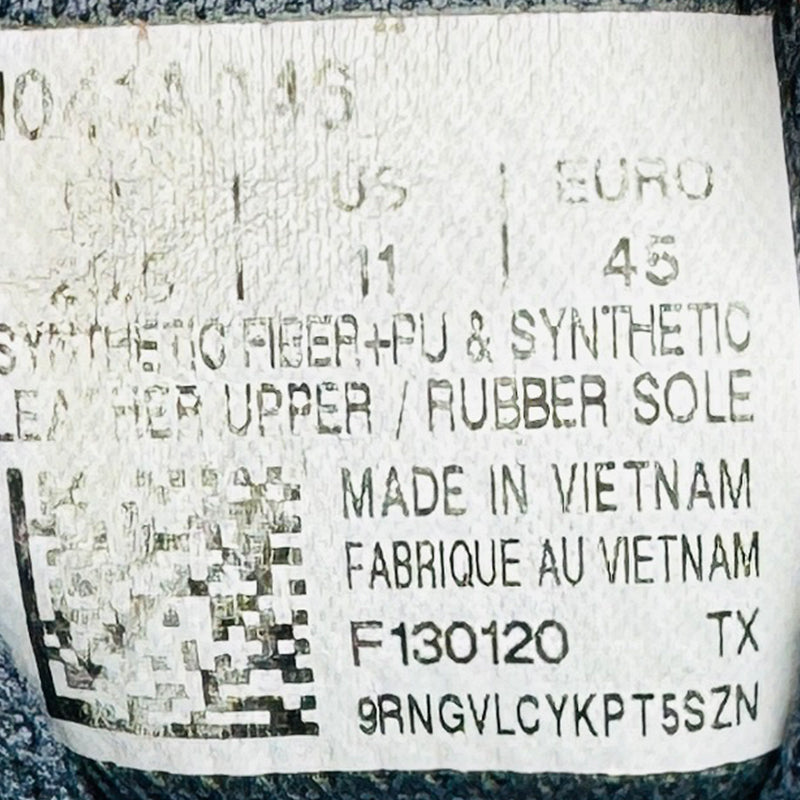 US | EURO
| 11 | 45
SYNTHETIC FIBER+PU & SYNTHETIC
LEATHER UPPER / RUBBER SOLE
MADE IN VIETNAM
FABRIQUE AU VIETNAM
F130120 TX
9RNGVLCYKPT5SZN